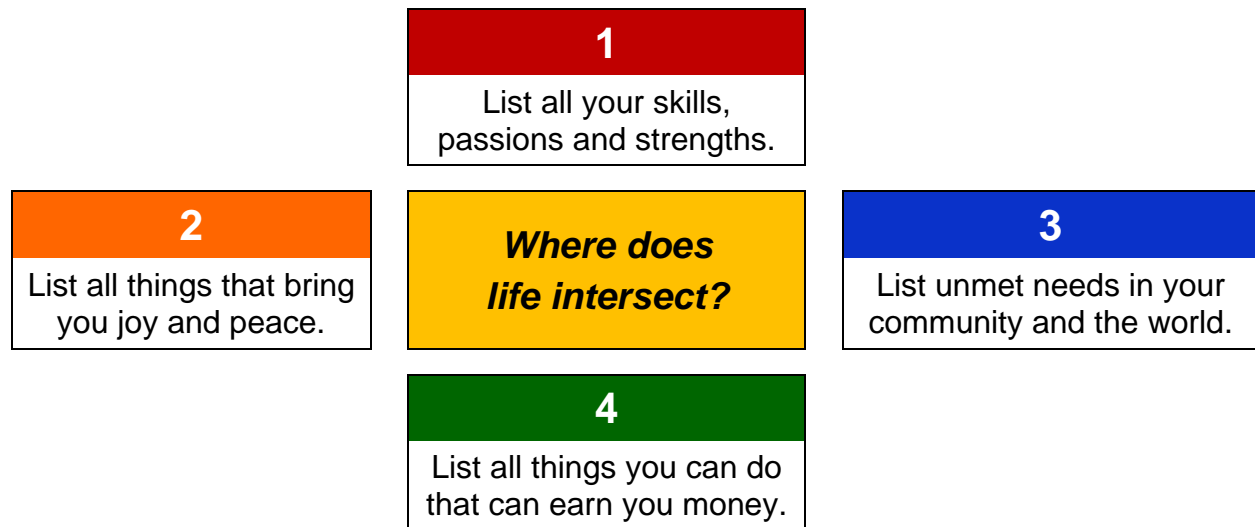 1
List all your skills,
passions and strengths.
2
List all things that bring
you joy and peace.
Where does
life intersect?
3
List unmet needs in your
community and the world.
4
List all things you can do
that can earn you money.